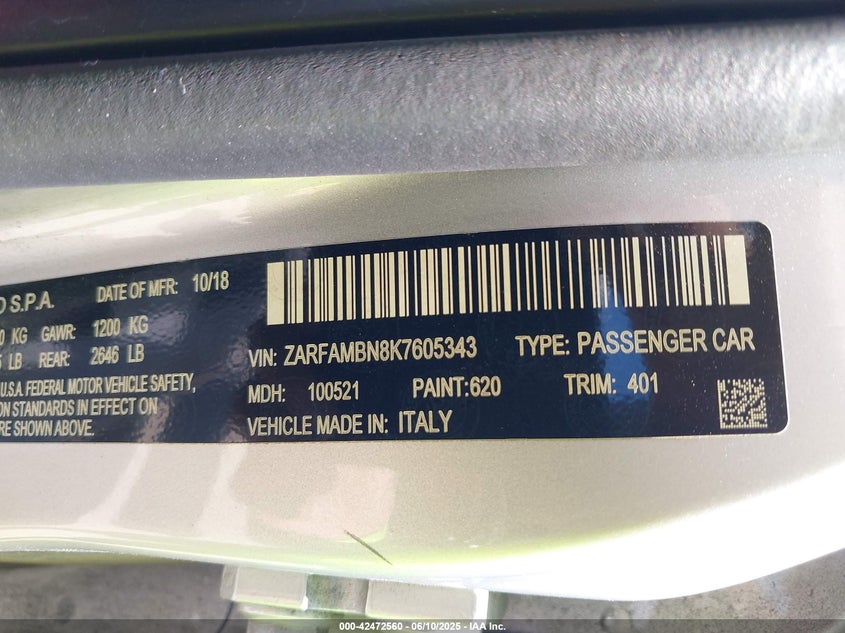 D S.P.A. DATE OF MFR: 10/18
KG GAWR: 1200 KG
LB REAR: 2646 LB
U.S.A. FEDERAL MOTOR VEHICLE SAFETY,
ON STANDARDS IN EFFECT ON
RE SHOWN ABOVE.
VIN: ZARFAMBN8K7605343 TYPE: PASSENGER CAR
MDH: 100521 PAINT:620 TRIM: 401
VEHICLE MADE IN: ITALY
000-42472560 - 06/10/2025 - IAA Inc.